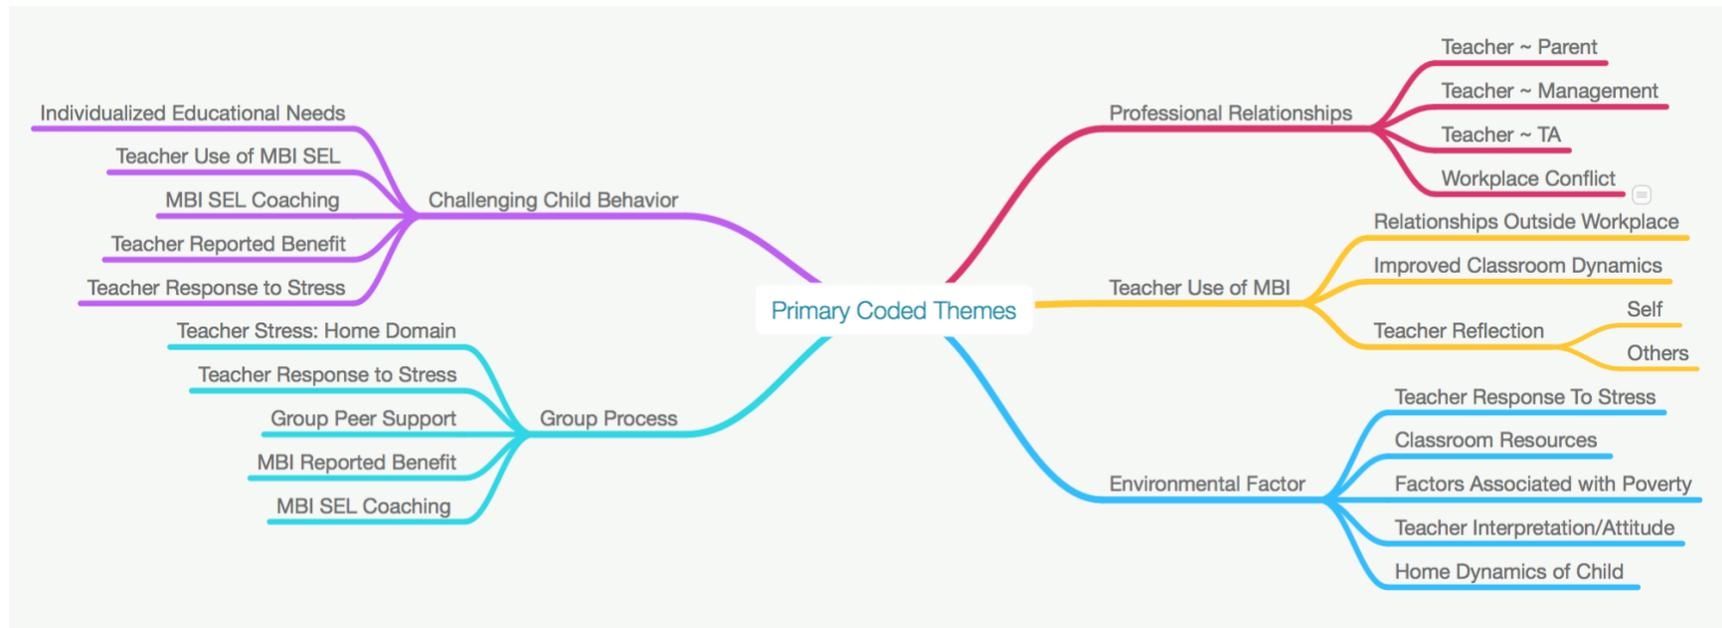 Primary Coded Themes
Professional Relationships
Teacher ~ Parent
Teacher ~ Management
Teacher ~ TA
Workplace Conflict
Teacher Use of MBI
Relationships Outside Workplace
Improved Classroom Dynamics
Teacher Reflection
Self
Others
Environmental Factor
Teacher Response To Stress
Classroom Resources
Factors Associated with Poverty
Teacher Interpretation/Attitude
Home Dynamics of Child
Challenging Child Behavior
Individualized Educational Needs
Teacher Use of MBI SEL
MBI SEL Coaching
Teacher Reported Benefit
Teacher Response to Stress
Group Process
Teacher Stress: Home Domain
Teacher Response to Stress
Group Peer Support
MBI Reported Benefit
MBI SEL Coaching